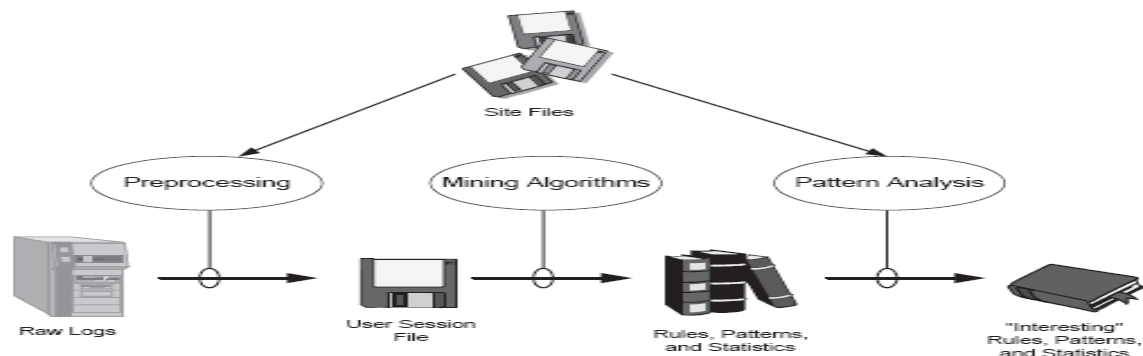 Site Files
Preprocessing
Mining Algorithms
Pattern Analysis
Raw Logs
User Session
File
Rules, Patterns,
and Statistics
"Interesting"
Rules, Patterns,
and Statistics